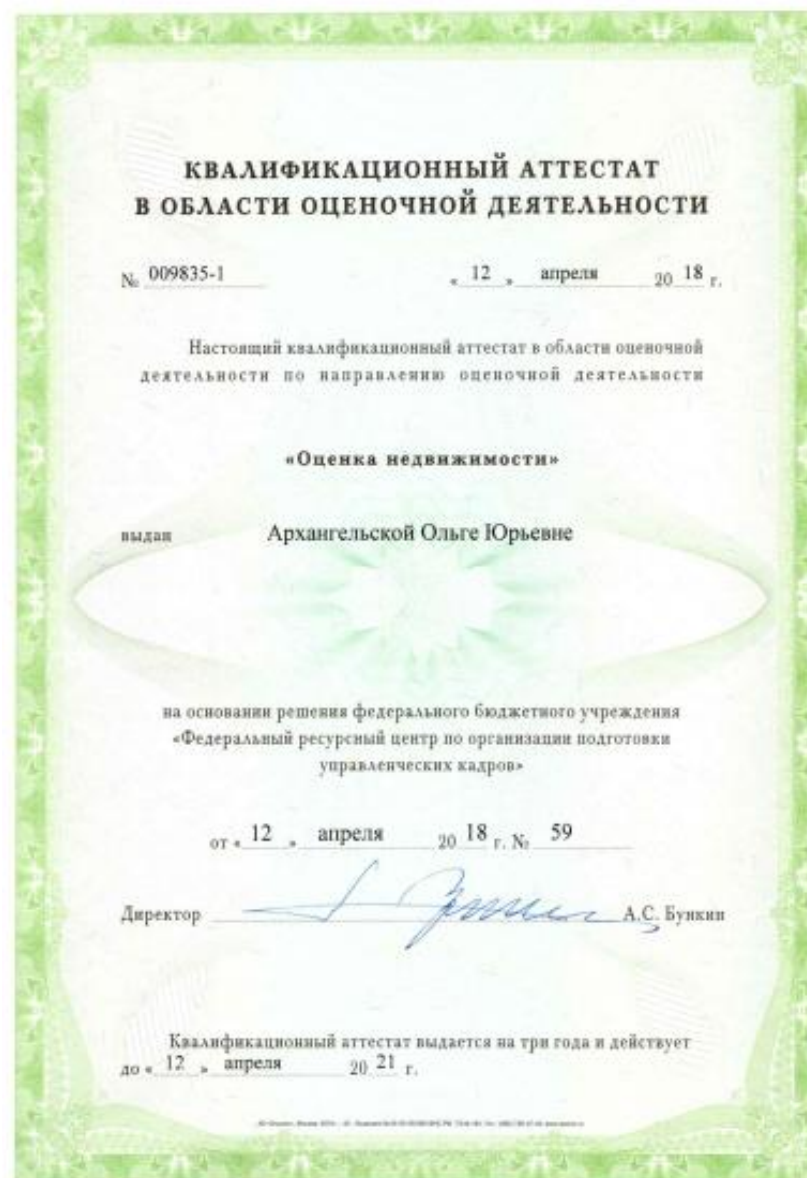 КВАЛИФИКАЦИОННЫЙ АТТЕСТАТ
В ОБЛАСТИ ОЦЕНОЧНОЙ ДЕЯТЕЛЬНОСТИ
№ 009835-1 « 12 » апреля 20 18 г.
Настоящий квалификационный аттестат в области оценочной
деятельности по направлению оценочной деятельности
«Оценка недвижимости»
выдан Архангельской Ольге Юрьевне
на основании решения федерального бюджетного учреждения
«Федеральный ресурсный центр по организации подготовки
управленческих кадров»
от « 12 » апреля 20 18 г. № 59
Директор А.С. Бункин
Квалификационный аттестат выдается на три года и действует
до « 12 » апреля 20 21 г.